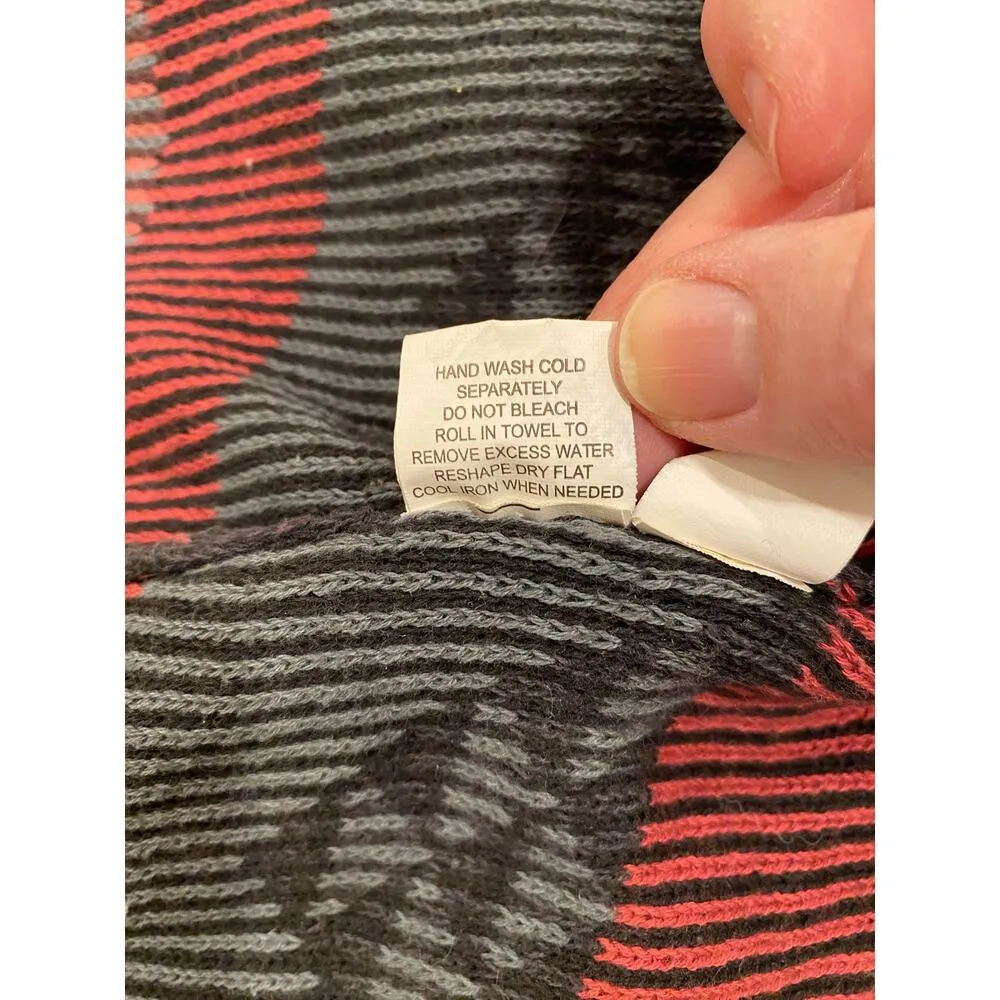 HAND WASH COLD
SEPARATELY
DO NOT BLEACH
ROLL IN TOWEL TO
REMOVE EXCESS WATER
RESHAPE DRY FLAT
COOL IRON WHEN NEEDED